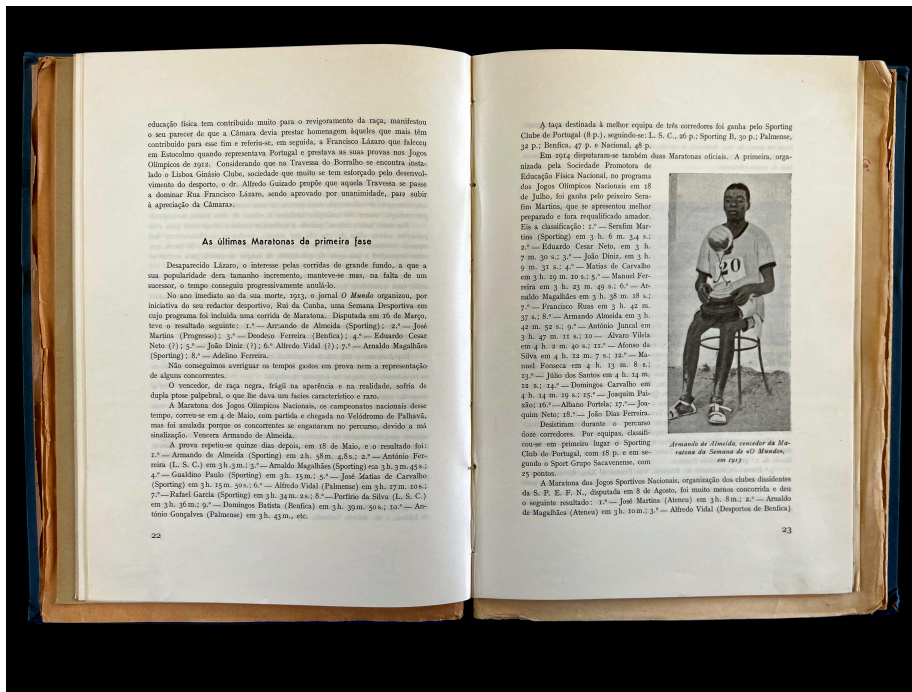 educação física tem contribuído muito para o revigoramento da raça, manifestou
o seu parecer de que a Câmara devia prestar homenagem àqueles que mais têm
contribuído para esse fim e referiu-se, em seguida, a Francisco Lázaro que faleceu
em Estocolmo quando representava Portugal e prestava as suas provas nos Jogos
Olímpicos de 1912. Considerando que na Travessa do Borralho se encontra insta-
lado o Lisboa Ginásio Clube, sociedade que muito se tem esforçado pelo desenvol-
vimento do desporto, o dr. Alfredo Guizado propõe que aquela Travessa se passe
a dominar Rua Francisco Lázaro, sendo aprovado por unanimidade, para subir
à apreciação da Câmara».
As últimas Maratonas da primeira fase
Desaparecido Lázaro, o interesse pelas corridas de grande fundo, a que a
sua popularidade dera tamanho incremento, manteve-se mas, na falta de um
sucessor, o tempo conseguiu progressivamente anulá-lo.
No ano imediato ao da sua morte, 1913, o jornal O Mundo organizou, por
iniciativa do seu redactor desportivo, Rui da Cunha, uma Semana Desportiva em
cujo programa foi incluída uma corrida de Maratona. Disputada em 16 de Março,
teve o resultado seguinte: 1.º — Armando de Almeida (Sporting); 2.º — José
Martins (Progresso); 3.º — Deodoro Ferreira (Benfica); 4.º — Eduardo Cesar
Neto (?); 5.º — João Diniz (?); 6.º Alfredo Vidal (?); 7.º — Arnaldo Magalhãrs
(Sporting); 8.º — Adelino Ferreira.
Não conseguimos averiguar os tempos gastos em prova nem a representação
de alguns concorrentes.
O vencedor, de raça negra, frágil na aparência e na realidade, sofria de
dupla ptose palpebral, o que lhe dava um facies característico e raro.
A Maratona dos Jogos Olímpicos Nacionais, os campeonatos nacionais desse
tempo, correu-se em 4 de Maio, com partida e chegada no Velódromo de Palhavã,
mas foi anulada porque os concorrentes se enganaram no percurso, devido a má
sinalização. Vencera Armando de Almeida.
A prova repetiu-se quinze dias depois, em 18 de Maio, e o resultado foi:
1.º — Armando de Almeida (Sporting) em 2h. 58m. 4,8s.; 2.º — António Fer-
reira (L. S. C.) em 3h. 3m.; 3.º — Arnaldo Magalhães (Sporting) em 3h. 3m. 45s.;
4.º — Gualdino Paulo (Sporting) em 3h. 15m.; 5.º — José Matias de Carvalho
(Sporting) em 3h. 15m. 50s.; 6.º — Alfredo Vidal (Palmense) em 3h. 17m. 10s.;
7.º — Rafael Garcia (Sporting) em 3h. 34m. 2s.; 8.º — Porfírio da Silva (L. S. C.)
em 3h. 36m.; 9.º — Domingos Batista (Benfica) em 3h. 39m. 50s.; 10.º — An-
tónio Gonçalves (Palmense) em 3h. 43m., etc.
22
A taça destinada à melhor equipa de três corredores foi ganha pelo Sporting
Clube de Portugal (8 p.), seguindo-se: L. S. C., 26 p.; Sporting B, 30 p.; Palmense,
32 p.; Benfica, 47 p. e Nacional, 48 p.
Em 1914 disputaram-se também duas Maratonas oficiais. A primeira, orga-
nizada pela Sociedade Promotora de
Educação Física Nacional, no programa
dos Jogos Olímpicos Nacionais em 18
de Julho, foi ganha pelo peixeiro Sera-
fim Martins, que se apresentou melhor
preparado e fora requalificado amador.
Eis a classificação: 1.º — Serafim Mar-
tins (Sporting) em 3 h. 6 m. 3,4 s.;
2.º — Eduardo Cesar Neto, em 3 h.
7 m. 30 s.; 3.º — João Diniz, em 3 h.
9 m. 31 s.; 4.º — Matias de Carvalho
em 3 h. 19 m. 10 s.; 5.º — Manuel Fer-
reira em 3 h. 23 m. 49 s.; 6.º — Ar-
naldo Magalhães em 3 h. 38 m. 18 s.;
7.º — Francisco Russ em 3 h. 42 m.
37 s.; 8.º — Armando Almeida em 3 h.
42 m. 52 s.; 9.º — António Juncal em
3 h. 47 m. 11 s.; 10 — Álvaro Vilela
em 4 h. 2 m. 40 s.; 11.º — Afonso da
Silva em 4 h. 12 m. 7 s.; 12.º — Ma-
nuel Fonseca em 4 h. 13 m. 8 s.;
13.º — Júlio dos Santos em 4 h. 14 m.
12 s.; 14.º — Domingos Carvalho em
4 h. 14 m. 19 s.; 15.º — Joaquim Pai-
xão; 16.º — Albano Portela; 17.º — Joa-
quim Neto; 18.º — João Dias Ferreira.
Desistiram durante o percurso
doze corredores. Por equipas, classifi-
cou-se em primeiro lugar o Sporting
Club de Portugal, com 18 p. e em se-
gundo o Sport Grupo Sacavenense, com
25 pontos.
20
Armando de Almeida, vencedor da Ma-
ratona da Semana de «O Mundo»,
em 1913
A Maratona dos Jogos Sportivos Nacionais, organização dos clubes dissidentes
da S. P. E. F. N., disputada em 8 de Agosto, foi muito menos concorrida e deu
o seguinte resultado: 1.º — José Martins (Ateneu) em 3 h. 8 m.; 2.º — Arnaldo
de Magalhães (Ateneu) em 3 h. 10 m.; 3.º — Alfredo Vidal (Desportos de Benfica)
23